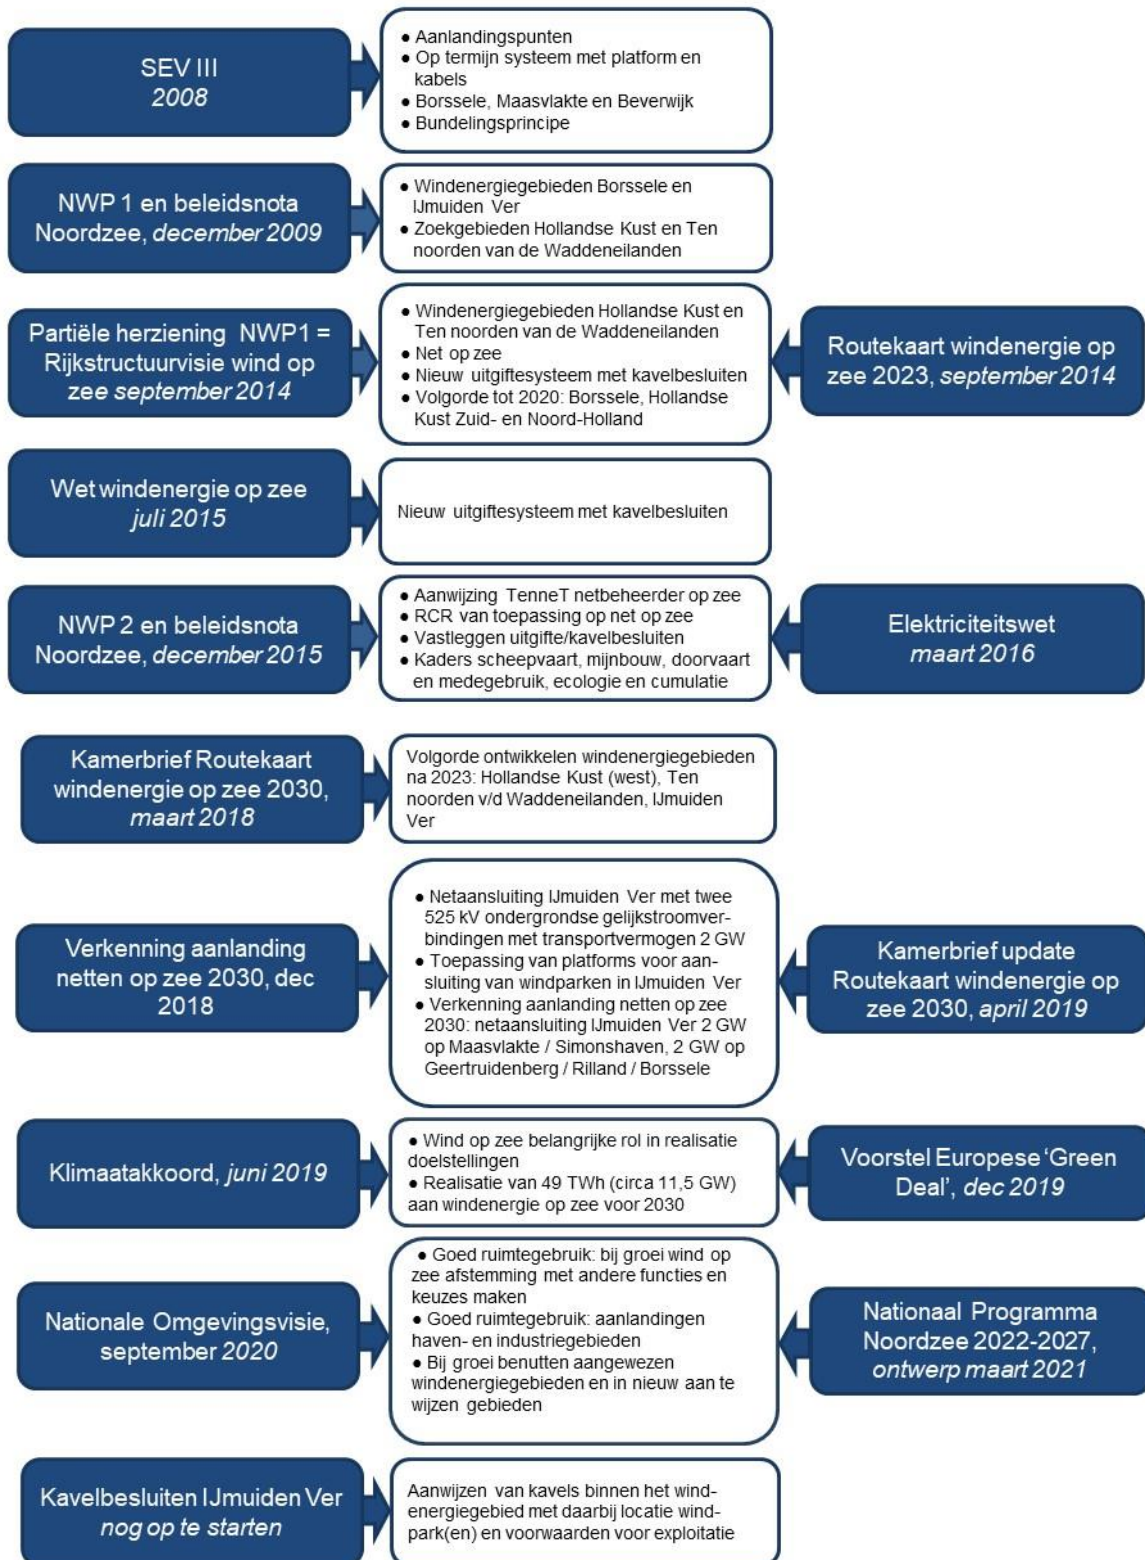 SEV III
2008
● Aanlandingspunten
● Op termijn systeem met platform en
kabels
● Borssele, Maasvlakte en Beverwijk
● Bundelingsprincipe
NWP 1 en beleidsnota
Noordzee, december 2009
● Windenergiegebieden Borssele en
IJmuiden Ver
● Zoekgebieden Hollandse Kust en Ten
noorden van de Waddeneilanden
Partiële herziening NWP1 =
Rijkstructuurvisie wind op
zee september 2014
● Windenergiegebieden Hollandse Kust en
Ten noorden van de Waddeneilanden
● Net op zee
● Nieuw uitgiftesysteem met kavelbesluiten
● Volgorde tot 2020: Borssele, Hollandse
Kust Zuid- en Noord-Holland
Routekaart windenergie op
zee 2023, september 2014
Wet windenergie op zee
juli 2015
Nieuw uitgiftesysteem met kavelbesluiten
NWP 2 en beleidsnota
Noordzee, december 2015
● Aanwijzing TenneT netbeheerder op zee
● RCR van toepassing op net op zee
● Vastleggen uitgifte/kavelbesluiten
● Kaders scheepvaart, mijnbouw, doorvaart
en medegebruik, ecologie en cumulatie
Elektriciteitswet
maart 2016
Kamerbrief Routekaart
windenergie op zee 2030,
maart 2018
Volgorde ontwikkelen windenergiegebieden
na 2023: Hollandse Kust (west), Ten
noorden v/d Waddeneilanden, IJmuiden
Ver
Verkenning aanlanding
netten op zee 2030, dec
2018
● Netaansluiting IJmuiden Ver met twee
525 kV ondergrondse gelijkstroomver-
bindingen met transportvermogen 2 GW
● Toepassing van platforms voor aan-
sluiting van windparken in IJmuiden Ver
● Verkenning aanlanding netten op zee
2030: netaansluiting IJmuiden Ver 2 GW
op Maasvlakte / Simonshaven, 2 GW op
Geertruidenberg / Rilland / Borssele
Kamerbrief update
Routekaart windenergie op
zee 2030, april 2019
Klimaatakkoord, juni 2019
● Wind op zee belangrijke rol in realisatie
doelstellingen
● Realisatie van 49 TWh (circa 11,5 GW)
aan windenergie op zee voor 2030
Voorstel Europese ‘Green
Deal’, dec 2019
Nationale Omgevingsvisie,
september 2020
● Goed ruimtegebruik: bij groei wind op
zee afstemming met andere functies en
keuzes maken
● Goed ruimtegebruik: aanlandingen
haven- en industriegebieden
● Bij groei benutten aangewezen
windenergiegebieden en in nieuw aan te
wijzen gebieden
Nationaal Programma
Noordzee 2022-2027,
ontwerp maart 2021
Kavelbesluiten IJmuiden Ver
nog op te starten
Aanwijzen van kavels binnen het wind-
energiegebied met daarbij locatie wind-
park(en) en voorwaarden voor exploitatie